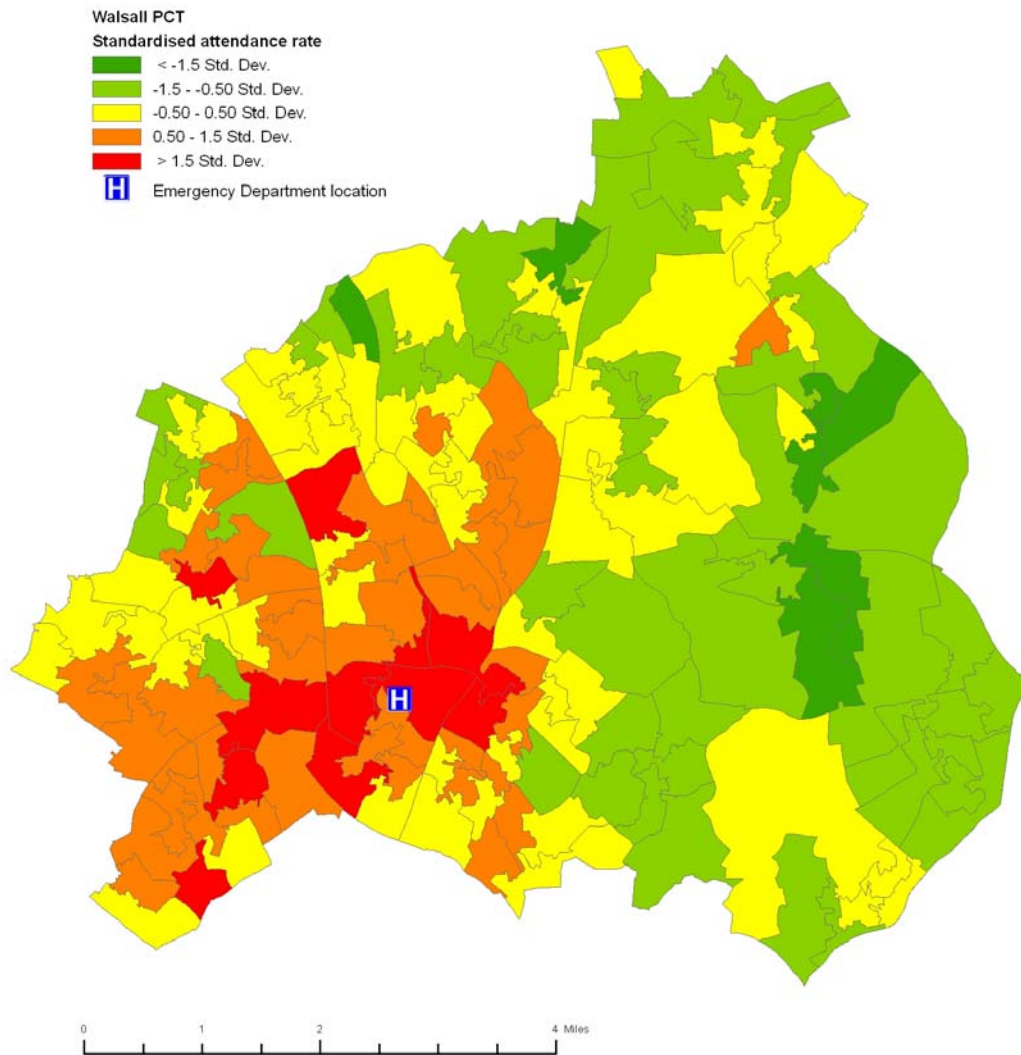 Walsall PCT
Standardised attendance rate
< -1.5 Std. Dev.
-1.5 - -0.50 Std. Dev.
-0.50 - 0.50 Std. Dev.
0.50 - 1.5 Std. Dev.
> 1.5 Std. Dev.
H Emergency Department location
H
0 1 2 4 Miles